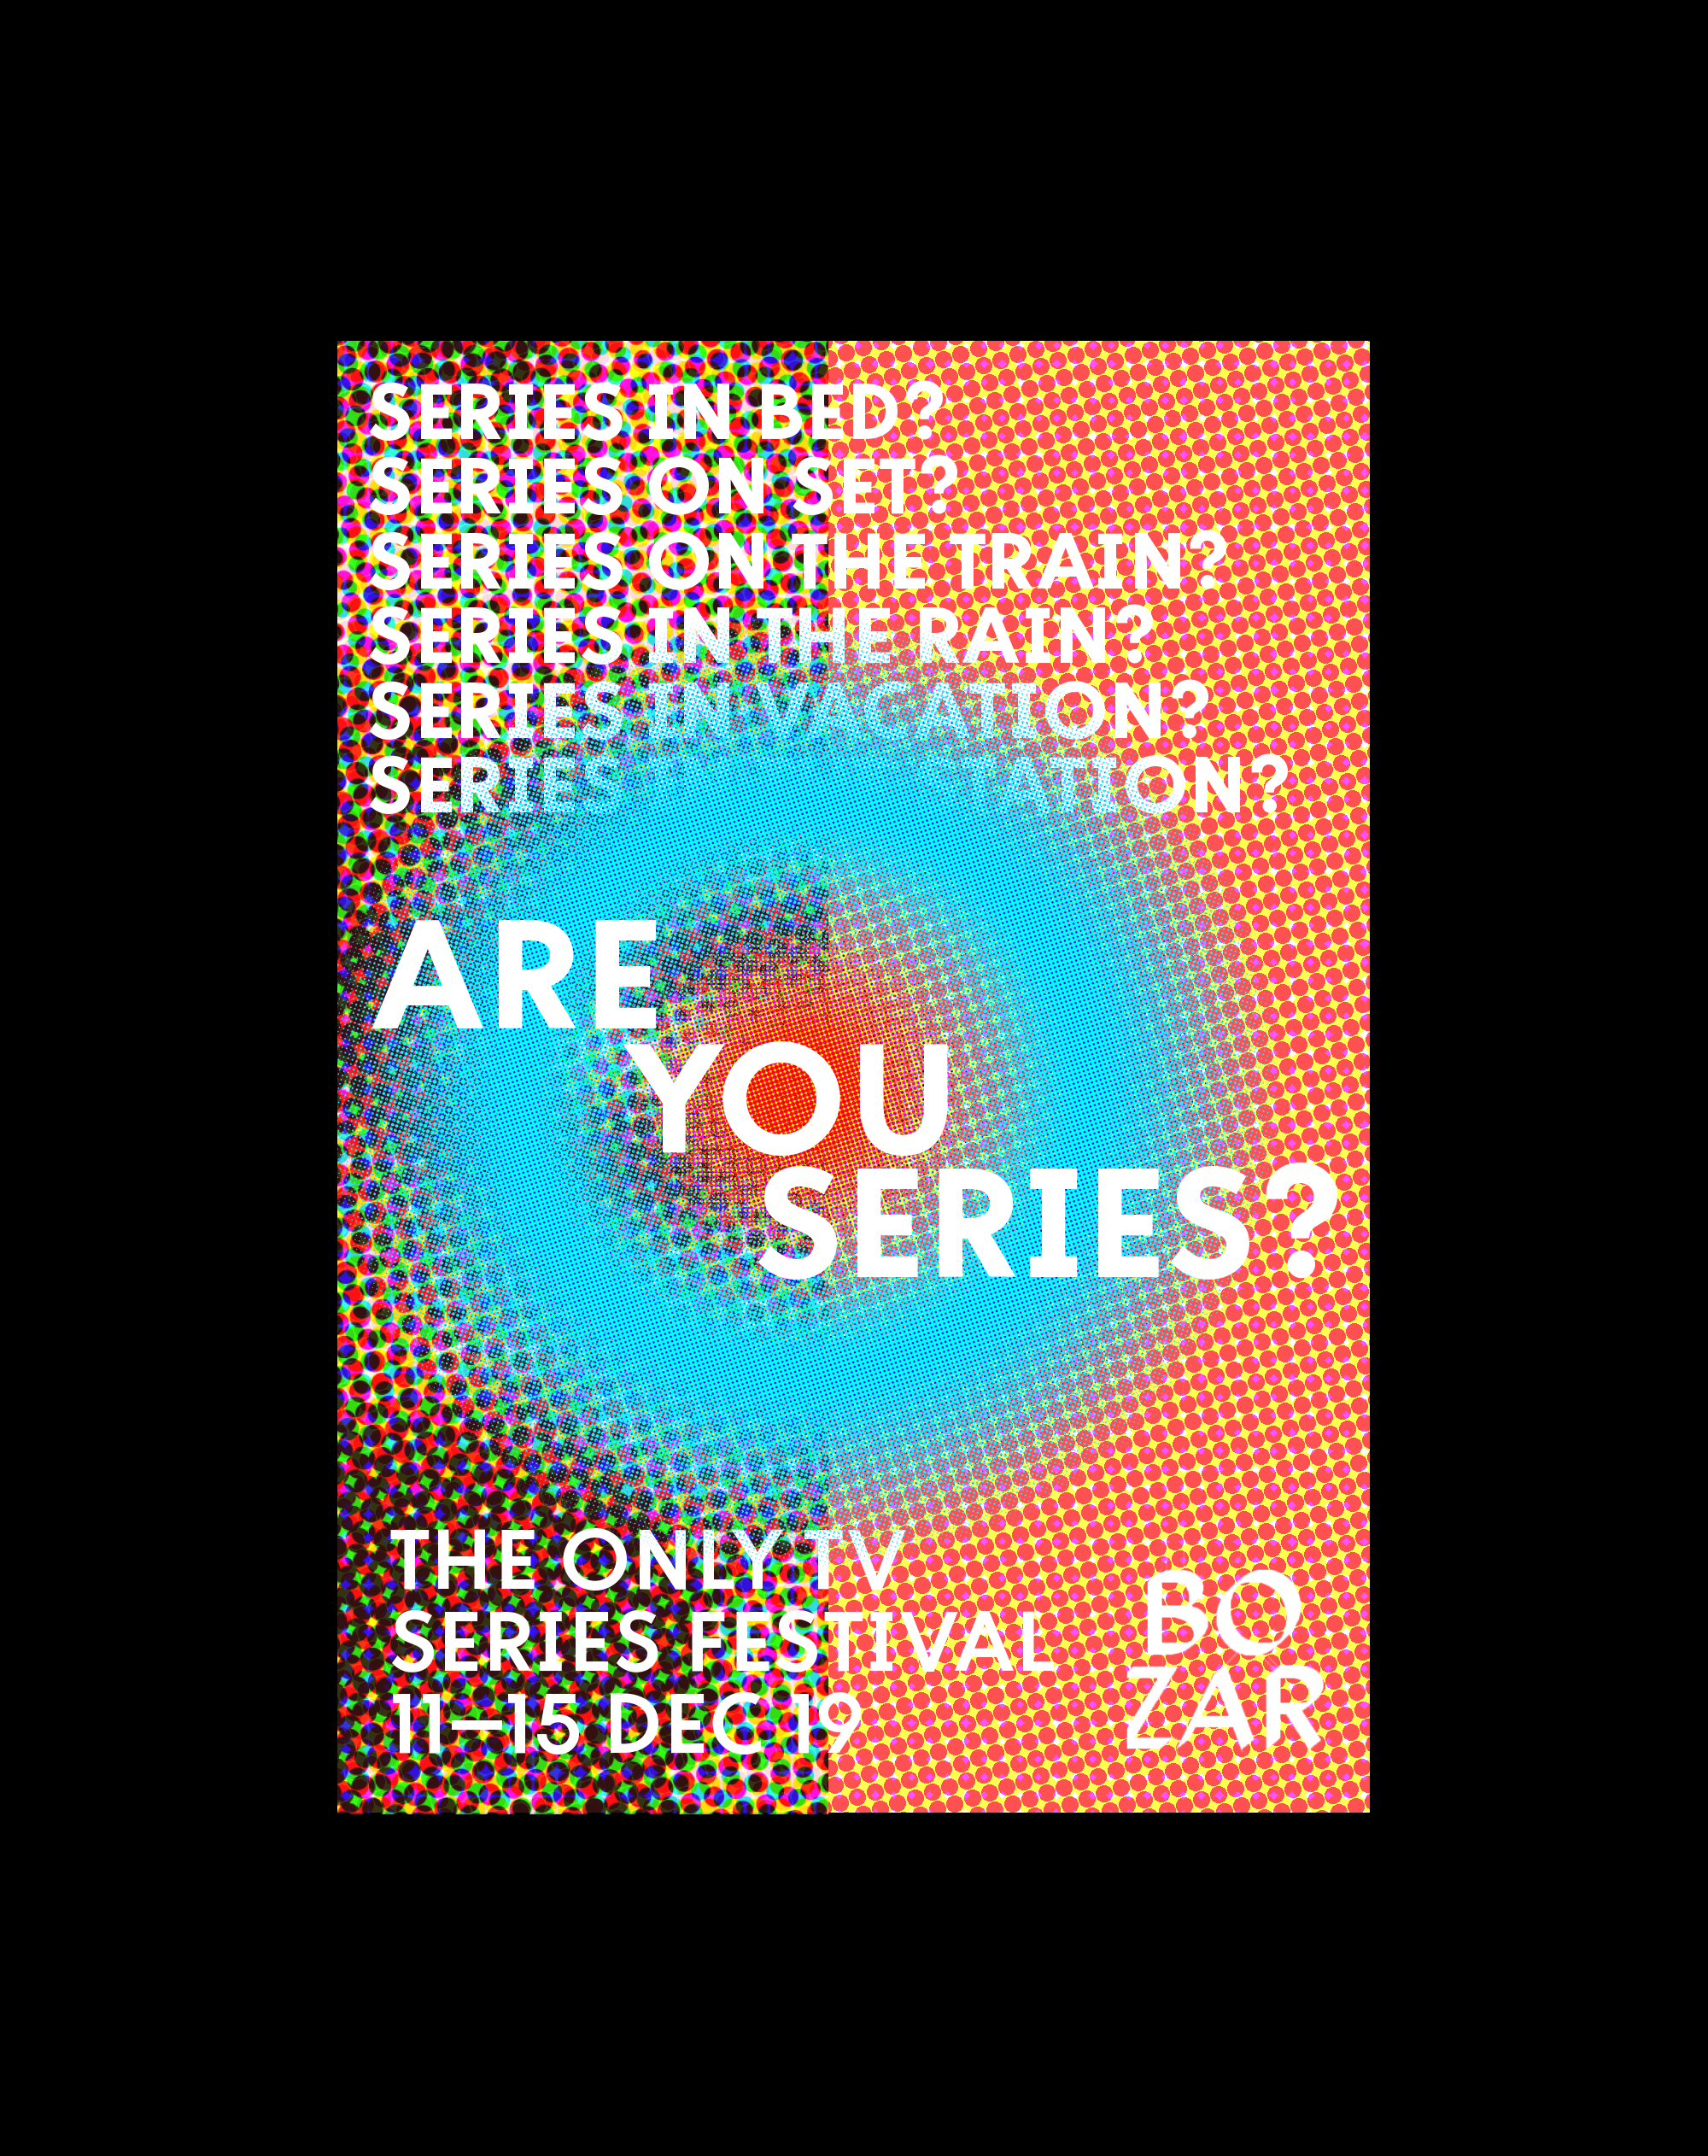 SERIES IN BED?
SERIES ON SET?
SERIES ON THE TRAIN?
SERIES IN THE RAIN?
SERIES IN VACATION?
SERIES
ARE
YOU
SERIES?
THE ONLY TV
SERIES FESTIVAL
11—15 DEC 19
BO
ZAR